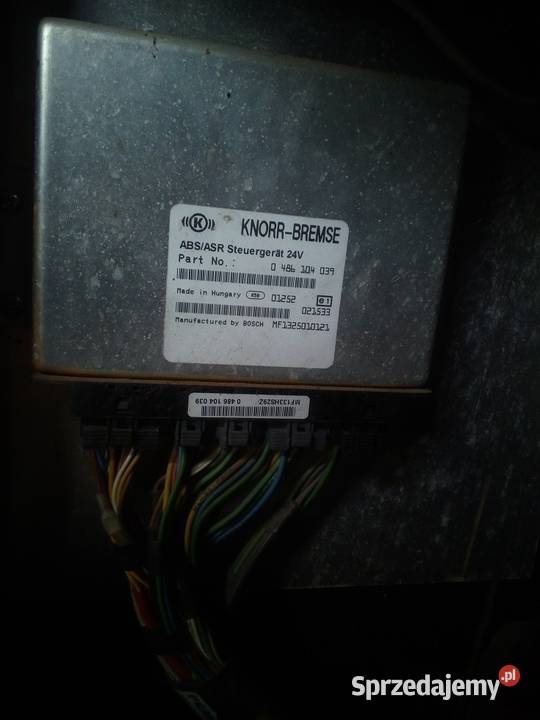 K KNORR-BREMSE
ABS/ASR Steuergerät 24V
Part No.: 0 486 104 039
Made in Hungary 01252 e1
021533
Manufactured by BOSCH MF1325010121
MF133HS29Z 0 486 104 039
Sprzedajemy.pl